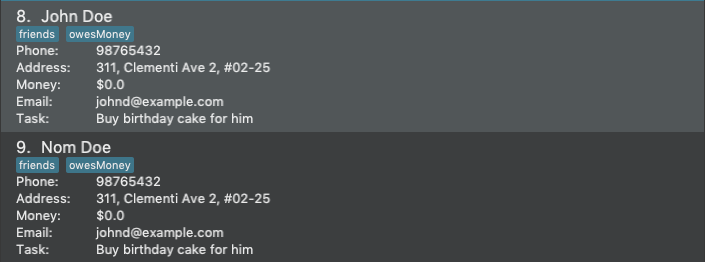 8. John Doe
friends owesMoney
Phone: 98765432
Address: 311, Clementi Ave 2, #02-25
Money: $0.0
Email: johnd@example.com
Task: Buy birthday cake for him
9. Nom Doe
friends owesMoney
Phone: 98765432
Address: 311, Clementi Ave 2, #02-25
Money: $0.0
Email: johnd@example.com
Task: Buy birthday cake for him